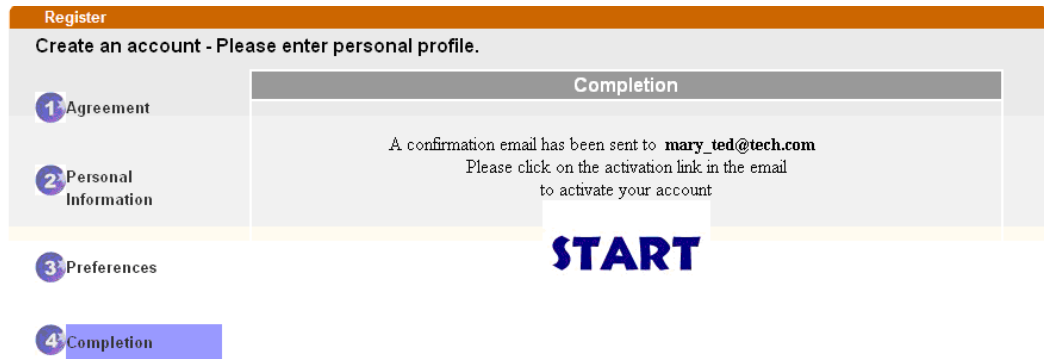 Register
Create an account - Please enter personal profile.
Completion
1 Agreement
A confirmation email has been sent to mary_ted@tech.com
Please click on the activation link in the email
to activate your account
2 Personal
Information
START
3 Preferences
4 Completion